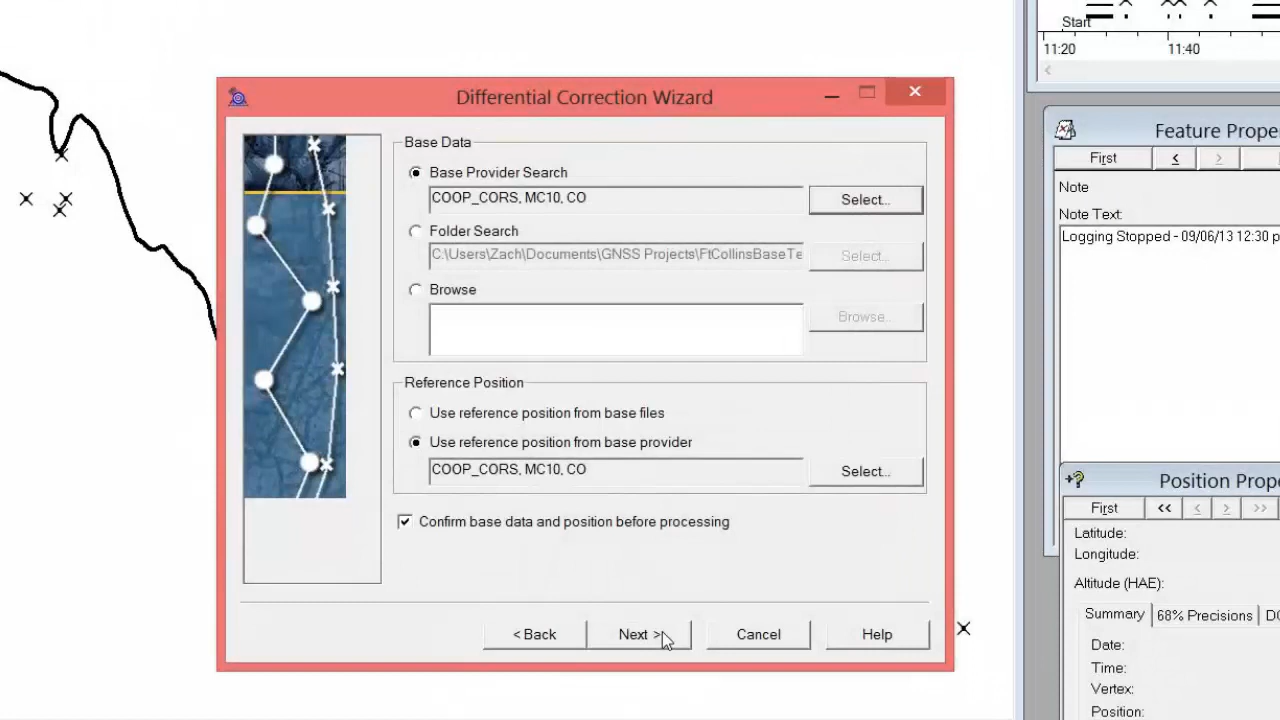 Start
11:20 11:40
Differential Correction Wizard
Base Data
Base Provider Search
COOP_CORS, MC10, CO
Select...
Folder Search
C:\Users\Zach\Documents\GNSS Projects\FtCollinsBaseTe
Select...
Browse
Browse...
Reference Position
Use reference position from base files
Use reference position from base provider
COOP_CORS, MC10, CO
Select...
Confirm base data and position before processing
< Back
Next >
Cancel
Help
Feature Prope
First < >
Note
Note Text:
Logging Stopped - 09/06/13 12:30 p
Position Prop
First << < > >>
Latitude:
Longitude:
Altitude (HAE):
Summary 68% Precisions DO
Date:
Time:
Vertex:
Position: